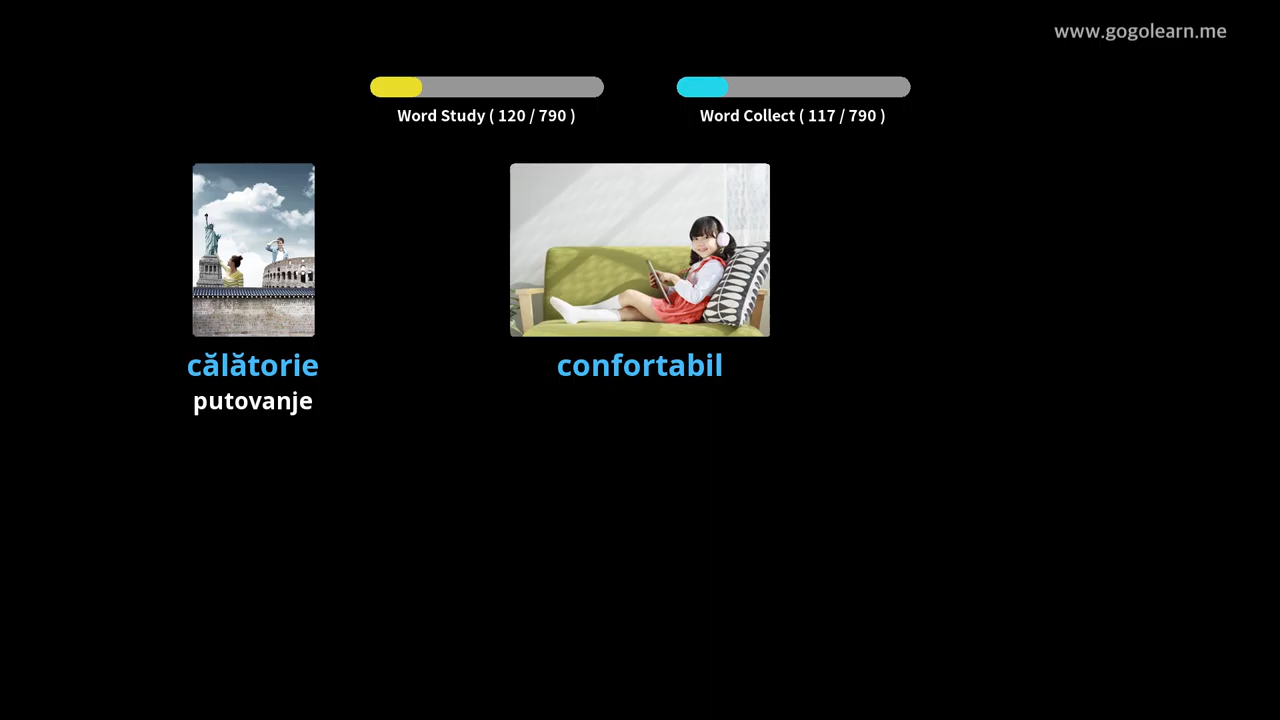 www.gogolearn.me
Word Study ( 120 / 790 )
Word Collect ( 117 / 790 )
călătorie
putovanje
confortabil